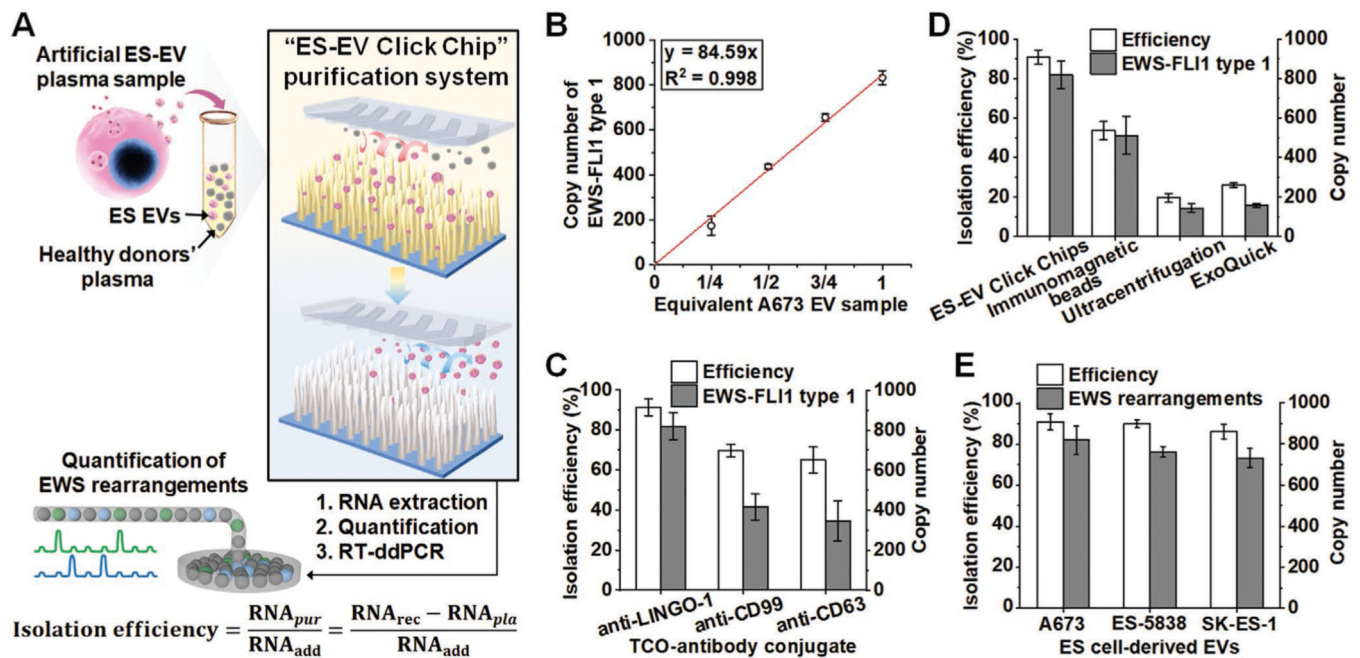 A
Artificial ES-EV
plasma sample
ES EVs
Healthy donors'
plasma
“ES-EV Click Chip”
purification system
Quantification of
EWS rearrangements
1. RNA extraction
2. Quantification
3. RT-ddPCR
Isolation efficiency = RNApur / RNAadd = RNArec − RNApla / RNAadd
B
Copy number of
EWS-FLI1 type 1
1000
800
600
400
200
0
y = 84.59x
R² = 0.998
0 1/4 1/2 3/4 1
Equivalent A673 EV sample
C
Efficiency
EWS-FLI1 type 1
Isolation efficiency (%)
100
80
60
40
20
0
1000
800
600
400
200
0
Copy number
anti-LINGO-1 anti-CD99 anti-CD63
TCO-antibody conjugate
D
Efficiency
EWS-FLI1 type 1
Isolation efficiency (%)
100
80
60
40
20
0
1000
800
600
400
200
0
Copy number
ES-EV Click Chips
Immunomagnetic
beads
Ultracentrifugation
ExoQuick
E
Efficiency
EWS rearrangements
Isolation efficiency (%)
100
80
60
40
20
0
1000
800
600
400
200
0
Copy number
A673 ES-5838 SK-ES-1
ES cell-derived EVs